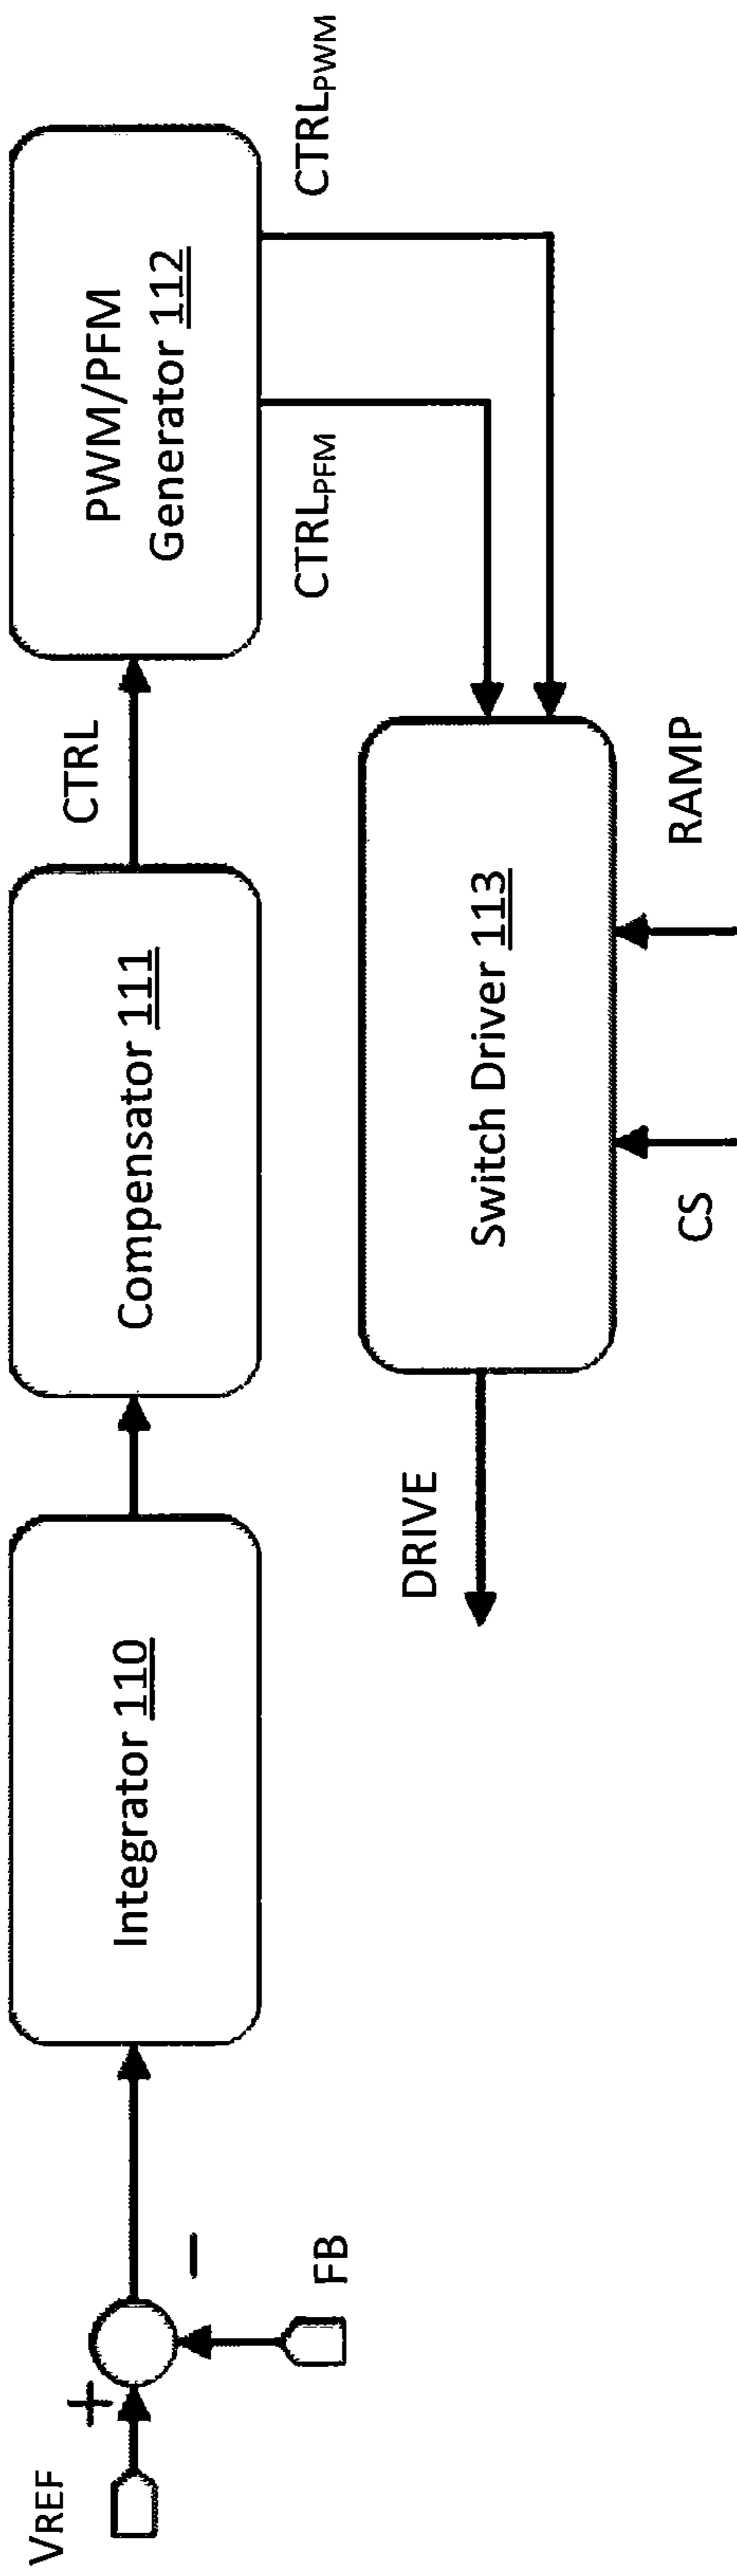 VREF
+
−
FB
Integrator 110
Compensator 111
CTRL
PWM/PFM
Generator 112
CTRLPFM
CTRLPWM
DRIVE
Switch Driver 113
CS
RAMP